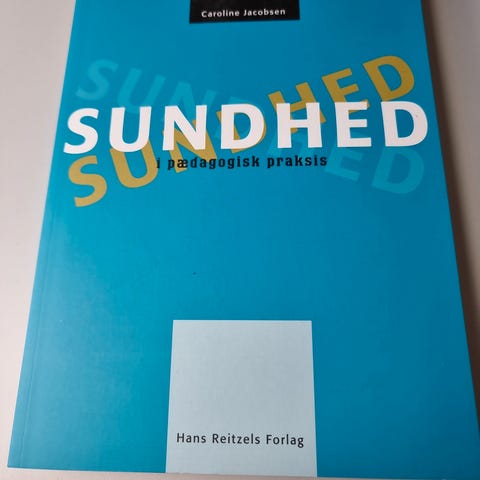 Caroline Jacobsen
SUNDHED
SUNDHED
SUNDHED
i pædagogisk praksis
Hans Reitzels Forlag